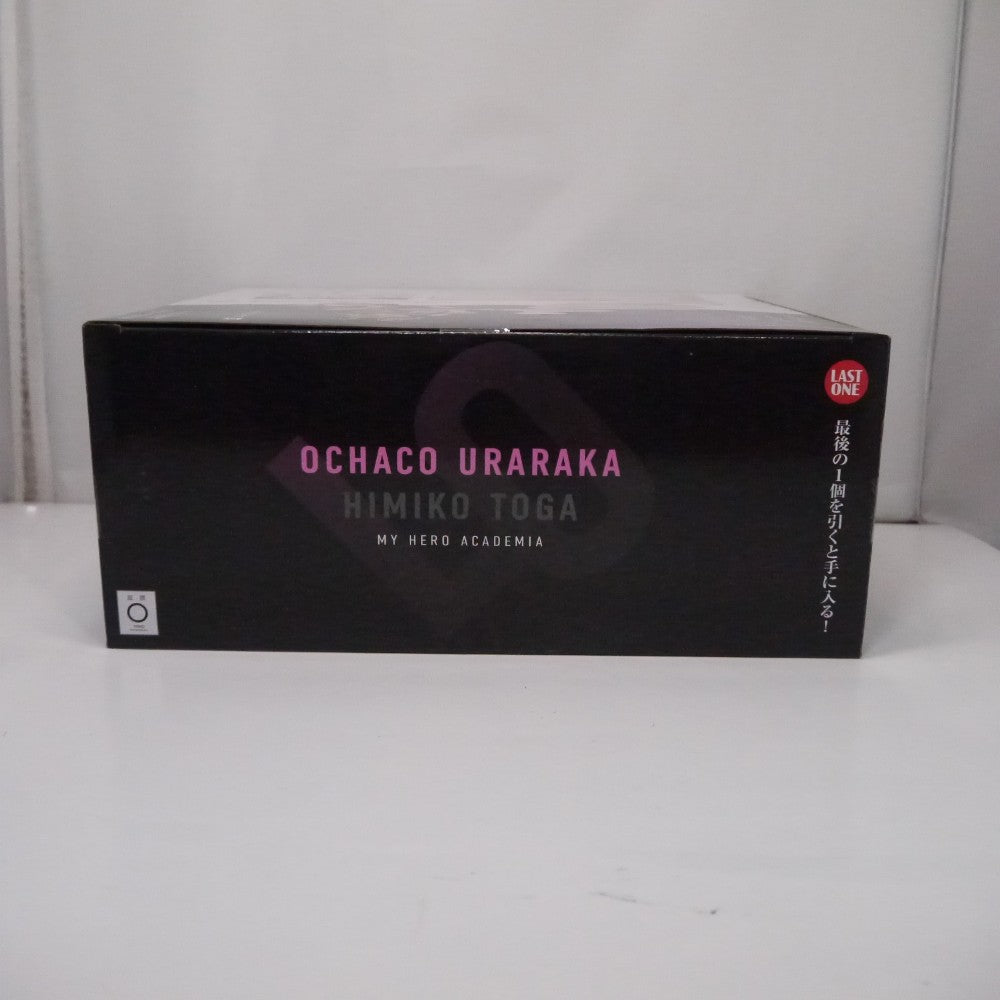 LAST
ONE
OCHACO URARAKA
HIMIKO TOGA
MY HERO ACADEMIA
最後の1個を引くと手に入る!